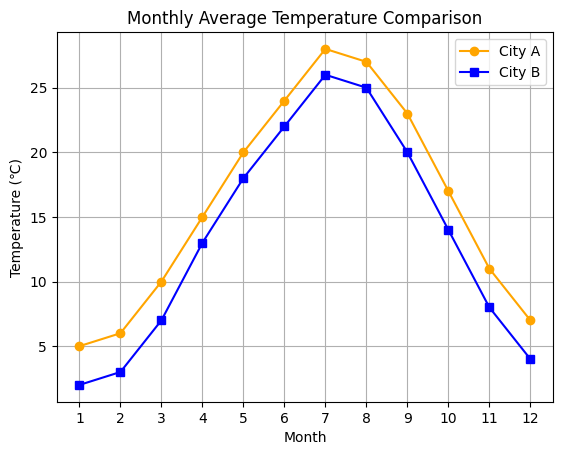 Monthly Average Temperature Comparison
City A
City B
Temperature (℃)
25
20
15
10
5
1 2 3 4 5 6 7 8 9 10 11 12
Month